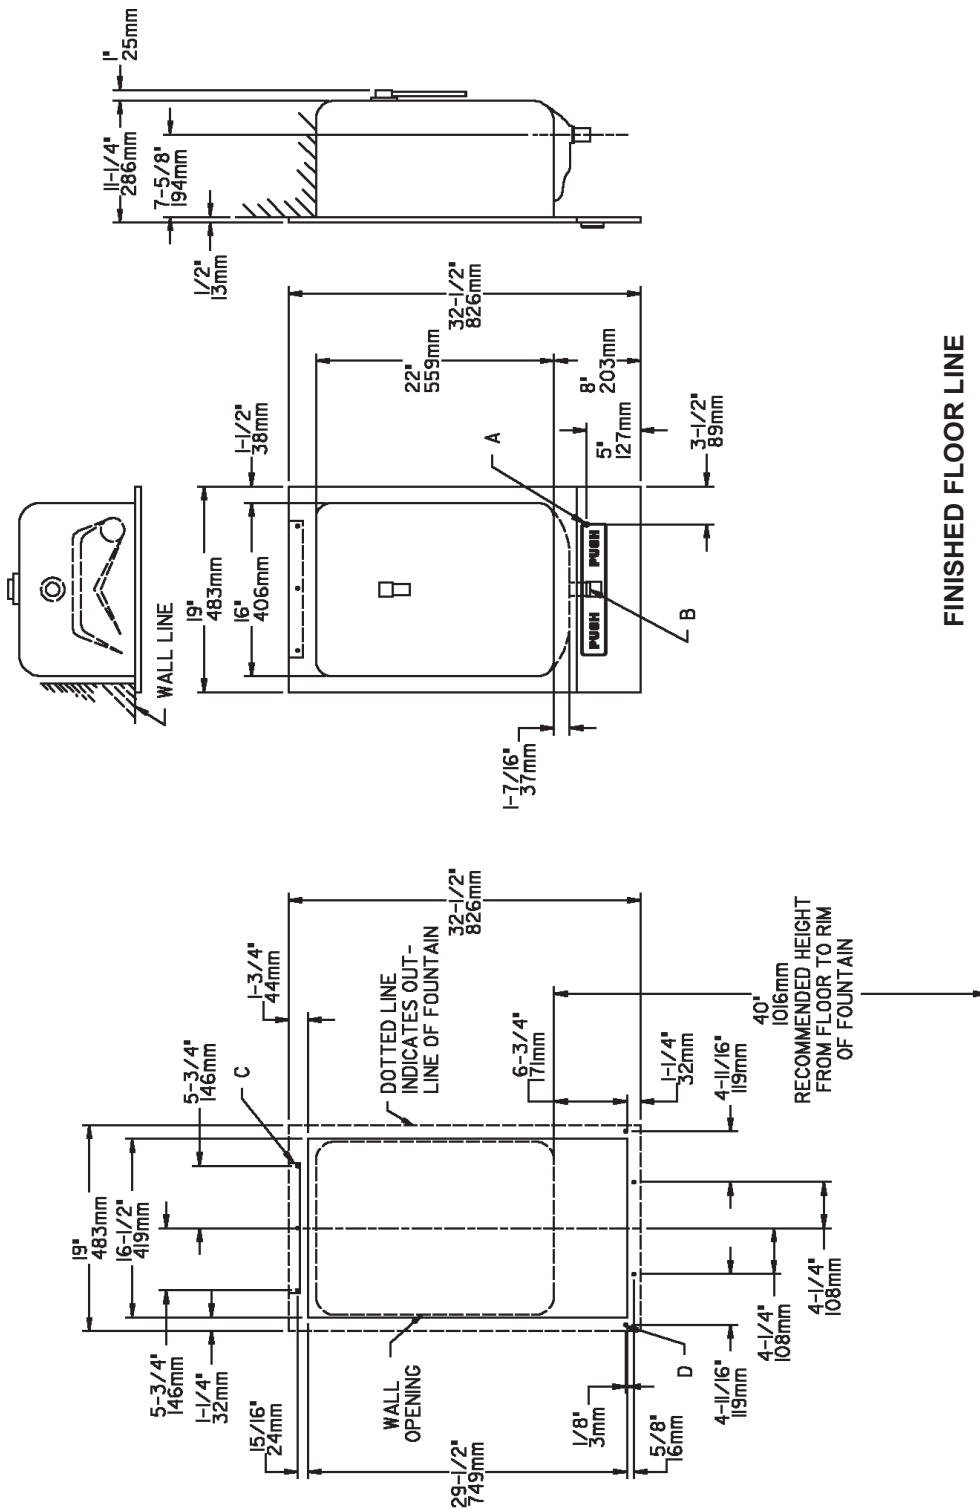 1"
25mm
11-1/4"
286mm
7-5/8"
194mm
1/2"
13mm
WALL LINE
19"
483mm
16"
406mm
1-1/2"
38mm
32-1/2"
826mm
22"
559mm
8"
203mm
5"
127mm
3-1/2"
89mm
A
PUSH
PUSH
B
1-7/16"
37mm
19"
483mm
16-1/2"
419mm
5-3/4"
146mm
C
1-3/4"
44mm
5-3/4"
146mm
1-1/4"
32mm
15/16"
24mm
DOTTED LINE
INDICATES OUT-
LINE OF FOUNTAIN
32-1/2"
826mm
WALL
OPENING
29-1/2"
749mm
6-3/4"
171mm
1-1/4"
32mm
4-11/16"
119mm
40"
1016mm
RECOMMENDED HEIGHT
FROM FLOOR TO RIM
OF FOUNTAIN
1/8"
3mm
5/8"
16mm
D
4-11/16"
119mm
4-1/4"
108mm
4-1/4"
108mm
FINISHED FLOOR LINE